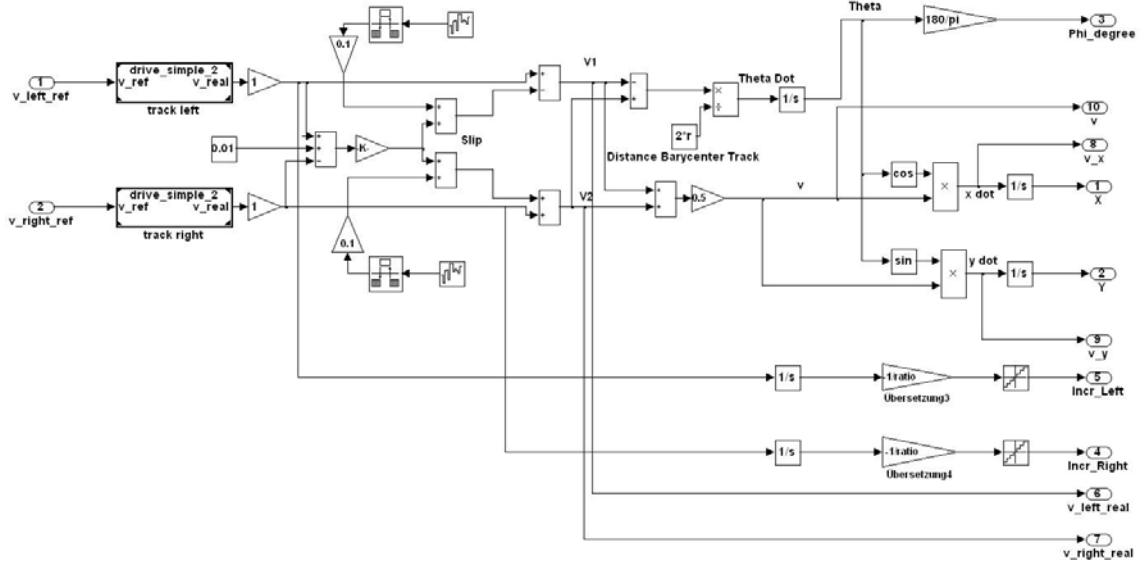 Theta
180/pi
3
Phi_degree
0.1
1
v_left_ref
drive_simple_2
v_ref v_real
track left
1
V1
Theta Dot
1/s
2*r
Distance Barycenter Track
10
v
0.01
K-
Slip
8
v_x
cos
x dot
1/s
1
X
2
v_right_ref
drive_simple_2
v_ref v_real
track right
1
V2
0.5
v
0.1
sin
y dot
1/s
2
Y
9
v_y
1/s
-1/ratio
Übersetzung3
5
Incr_Left
1/s
-1/ratio
Übersetzung4
4
Incr_Right
6
v_left_real
7
v_right_real